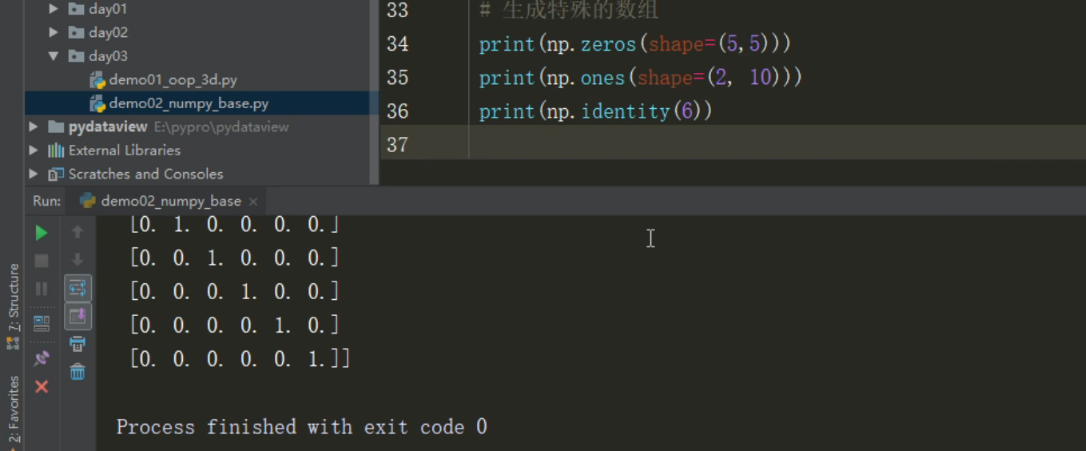 day01
day02
day03
demo01_oop_3d.py
demo02_numpy_base.py
pydataview E:\pypro\pydataview
External Libraries
Scratches and Consoles
33 # 生成特殊的数组
34 print(np.zeros(shape=(5,5)))
35 print(np.ones(shape=(2, 10)))
36 print(np.identity(6))
37
Run: demo02_numpy_base ×
[0. 1. 0. 0. 0. 0.]
[0. 0. 1. 0. 0. 0.]
[0. 0. 0. 1. 0. 0.]
[0. 0. 0. 0. 1. 0.]
[0. 0. 0. 0. 0. 1.]]
Process finished with exit code 0
7: Structure
2: Favorites